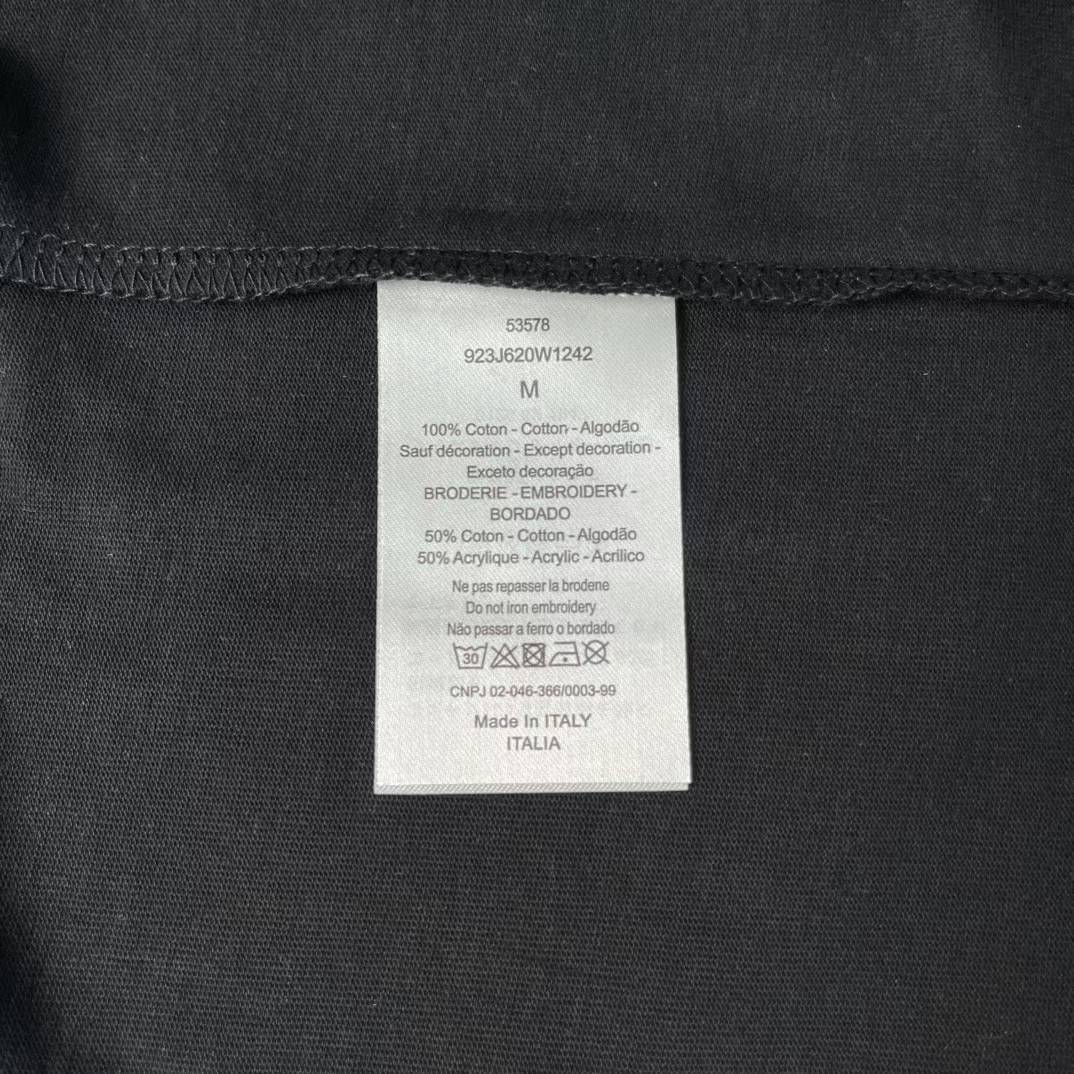 53578
923J620W1242
M
100% Coton - Cotton - Algodão
Sauf décoration - Except decoration -
Exceto decoração
BRODERIE - EMBROIDERY -
BORDADO
50% Coton - Cotton - Algodão
50% Acrylique - Acrylic - Acrilico
Ne pas repasser la brodene
Do not iron embroidery
Não passar a ferro o bordado
30
CNPJ 02-046-366/0003-99
Made In ITALY
ITALIA